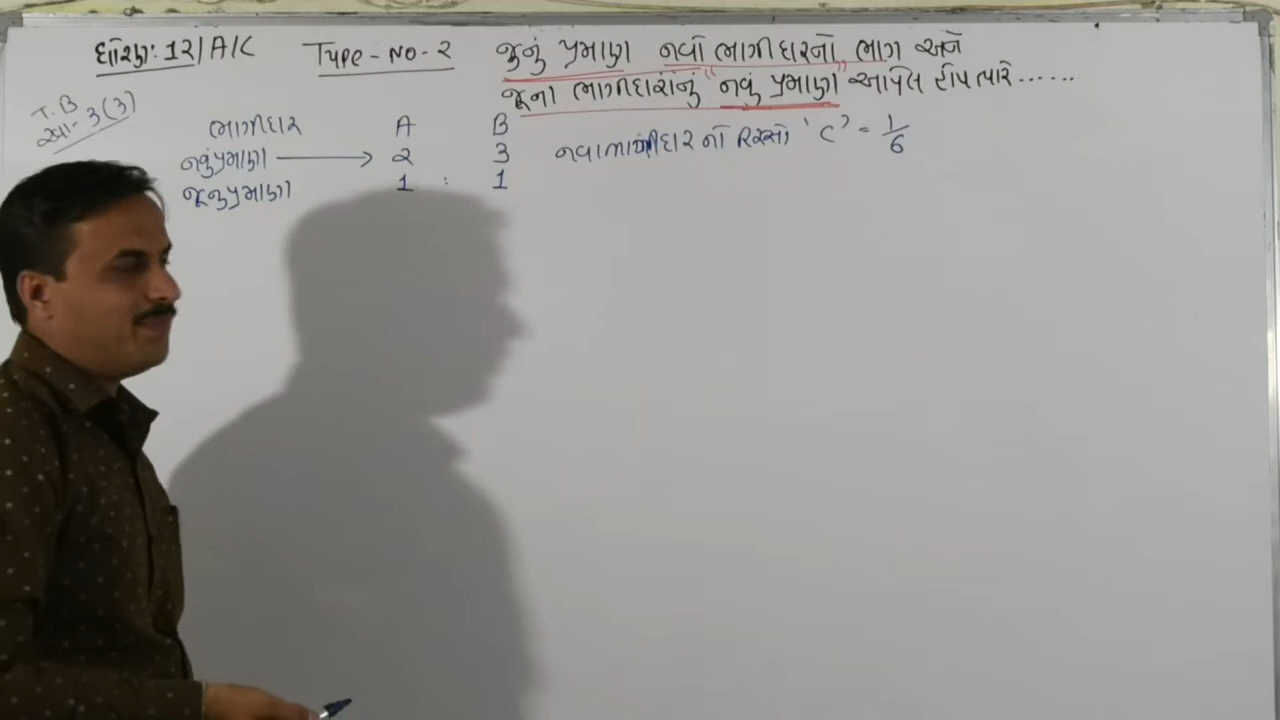 ધોરણ: 12/A/C Type-No-2 જુનું પ્રમાણ નવા ભાગીદારનો ભાગ અને
જૂના ભાગીદારોનું "નવું પ્રમાણ" આપેલ હોય ત્યારે......
T.B
સ્વા-3(3)
ભાગીદાર A B
નવુંપ્રમાણ → 2 3 નવાભાગીદારનો હિસ્સો 'C' = 1/6
જૂનુપ્રમાણ 1 : 1